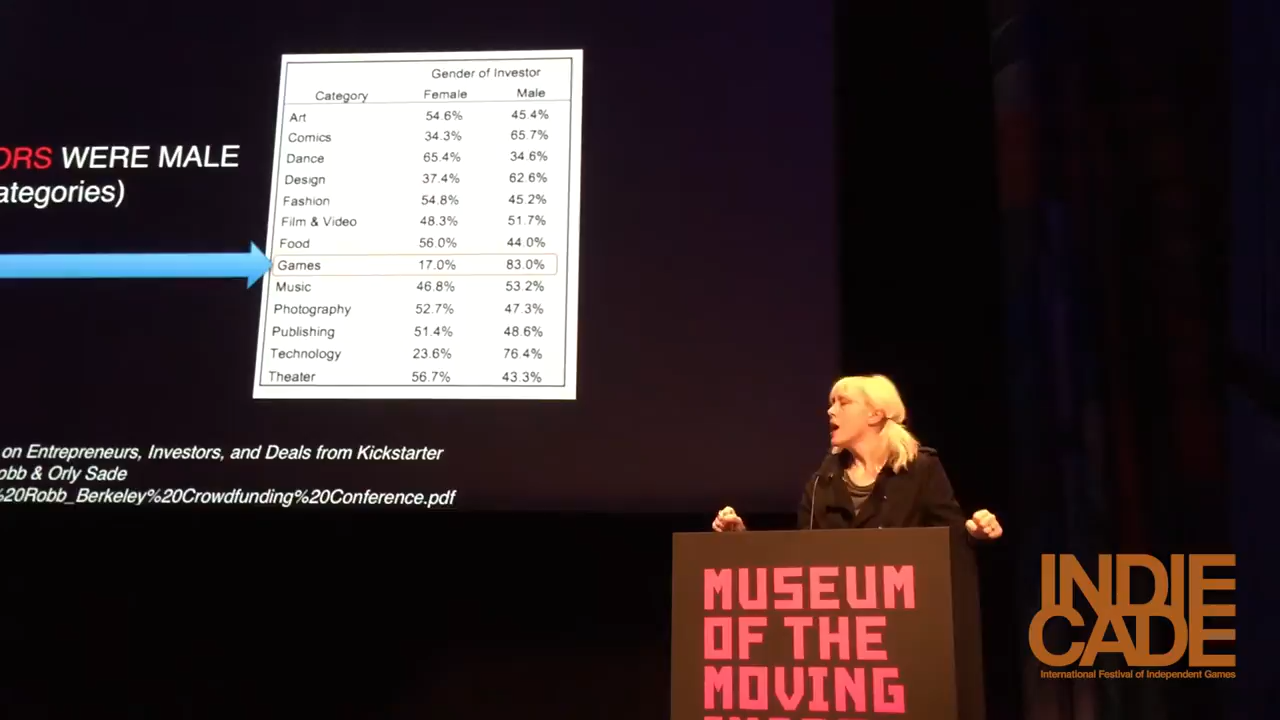 ORS WERE MALE
ategories)
Gender of Investor
Category Female Male
Art 54.6% 45.4%
Comics 34.3% 65.7%
Dance 65.4% 34.6%
Design 37.4% 62.6%
Fashion 54.8% 45.2%
Film & Video 48.3% 51.7%
Food 56.0% 44.0%
Games 17.0% 83.0%
Music 46.8% 53.2%
Photography 52.7% 47.3%
Publishing 51.4% 48.6%
Technology 23.6% 76.4%
Theater 56.7% 43.3%
on Entrepreneurs, Investors, and Deals from Kickstarter
obb & Orly Sade
%20Robb_Berkeley%20Crowdfunding%20Conference.pdf
MUSEUM
OF THE
MOVING
INDIE
CADE
International Festival of Independent Games